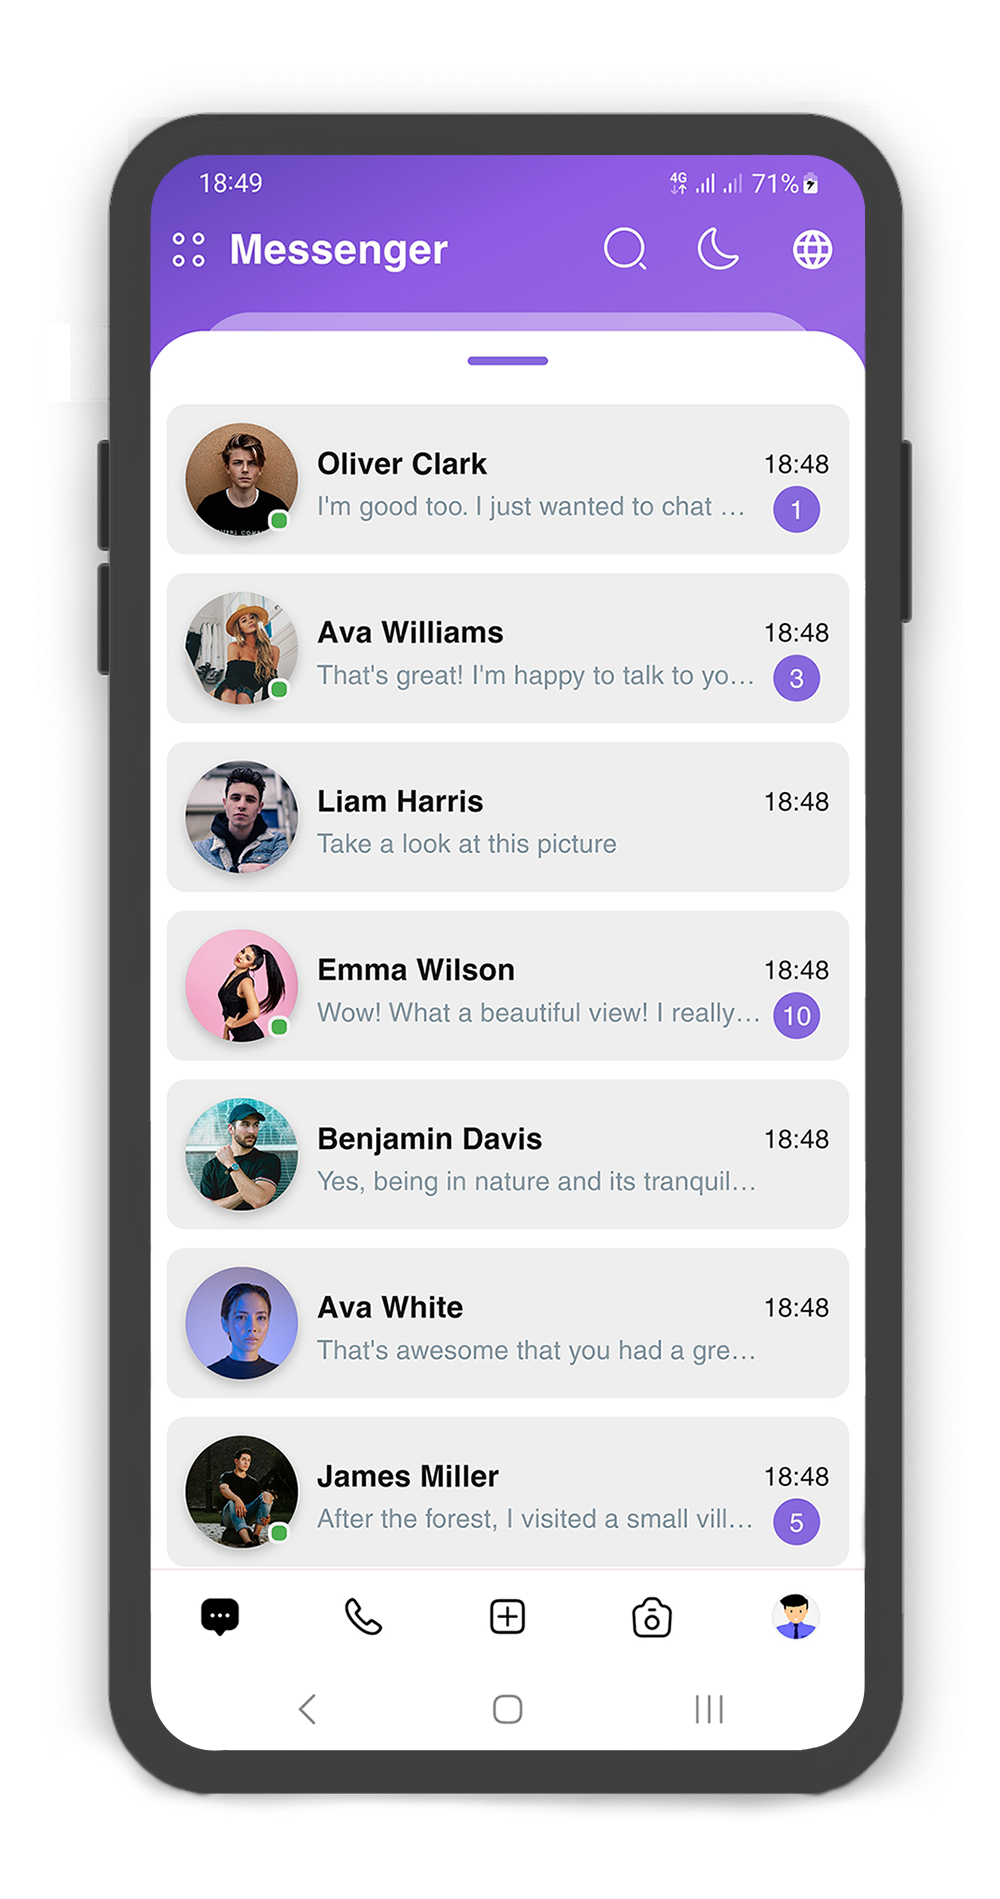 18:49 4G 71%
Messenger
Oliver Clark 18:48
I'm good too. I just wanted to chat ... 1
Ava Williams 18:48
That's great! I'm happy to talk to yo... 3
Liam Harris 18:48
Take a look at this picture
Emma Wilson 18:48
Wow! What a beautiful view! I really... 10
Benjamin Davis 18:48
Yes, being in nature and its tranquil...
Ava White 18:48
That's awesome that you had a gre...
James Miller 18:48
After the forest, I visited a small vill... 5